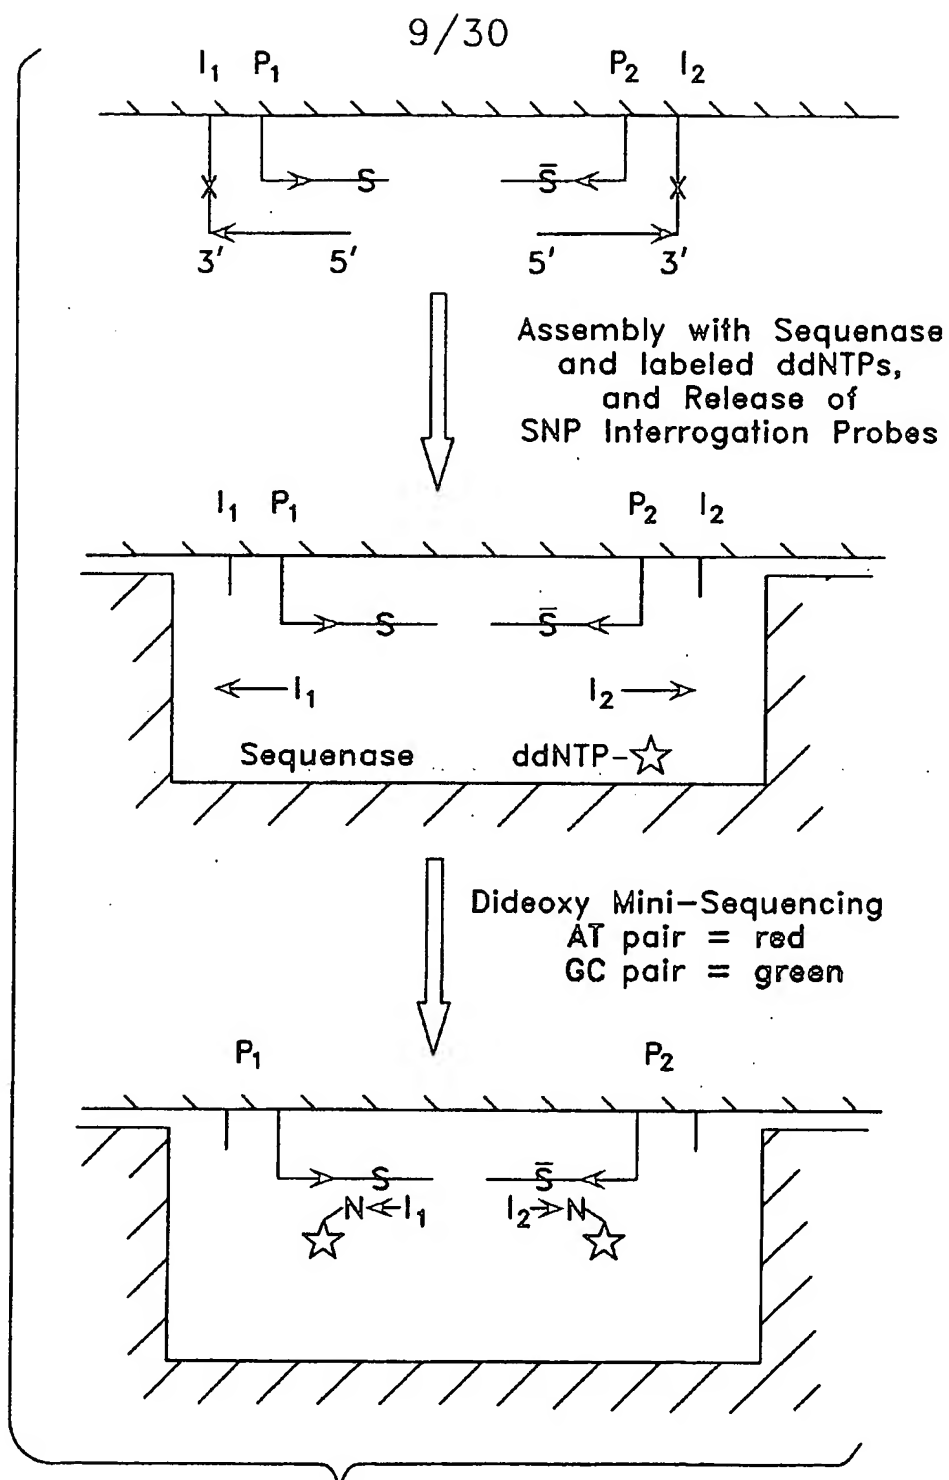 9/30
I₁ P₁ P₂ I₂
S S̄
3' 5' 5' 3'
Assembly with Sequenase
and labeled ddNTPs,
and Release of
SNP Interrogation Probes
I₁ P₁ P₂ I₂
S S̄
I₁ I₂
Sequenase ddNTP-☆
Dideoxy Mini-Sequencing
AT pair = red
GC pair = green
P₁ P₂
S S̄
N I₁ I₂ N